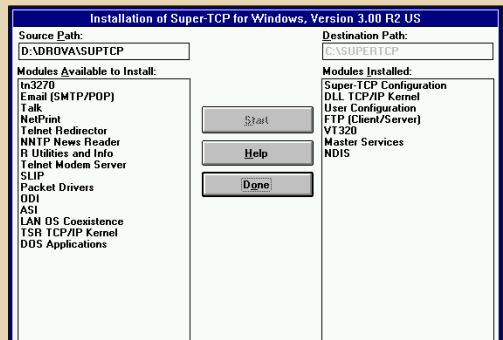 Installation of Super-TCP for Windows, Version 3.00 R2 US
Source Path:
D:\DROVA\SUPTCP
Modules Available to Install:
tn3270
Email (SMTP/POP)
Talk
NetPrint
Telnet Redirector
NNTP News Reader
R Utilities and Info
Telnet Modem Server
SLIP
Packet Drivers
ODI
ASI
LAN OS Coexistence
TSR TCP/IP Kernel
DOS Applications
Start
Help
Done
Destination Path:
C:\SUPERTCP
Modules Installed:
Super-TCP Configuration
DLL TCP/IP Kernel
User Configuration
FTP (Client/Server)
VT320
Master Services
NDIS